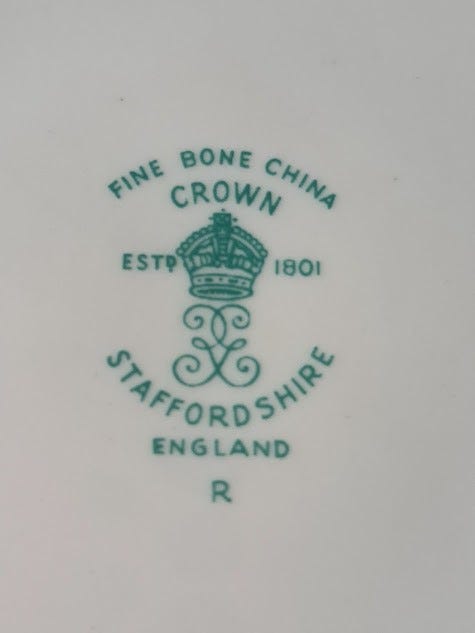 FINE BONE CHINA
CROWN
ESTD 1801
STAFFORDSHIRE
ENGLAND
R